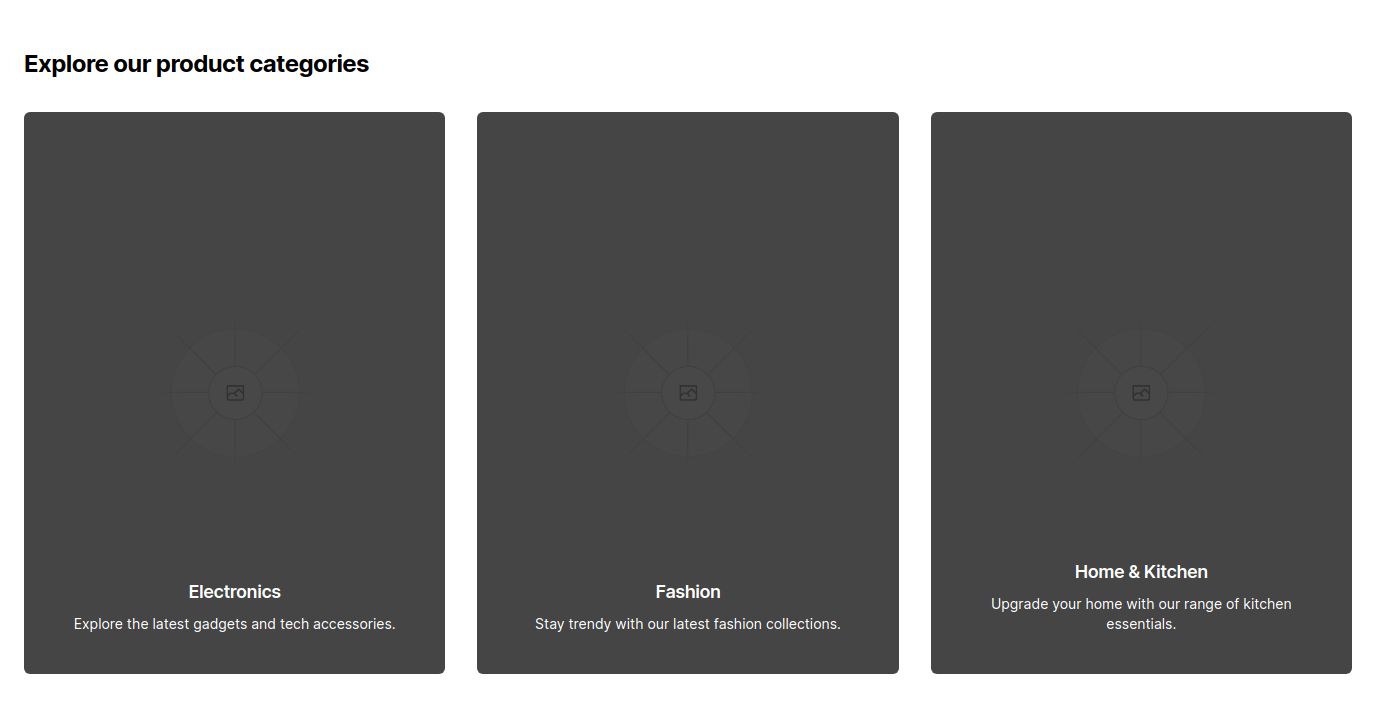 Explore our product categories
Electronics
Explore the latest gadgets and tech accessories.
Fashion
Stay trendy with our latest fashion collections.
Home & Kitchen
Upgrade your home with our range of kitchen
essentials.